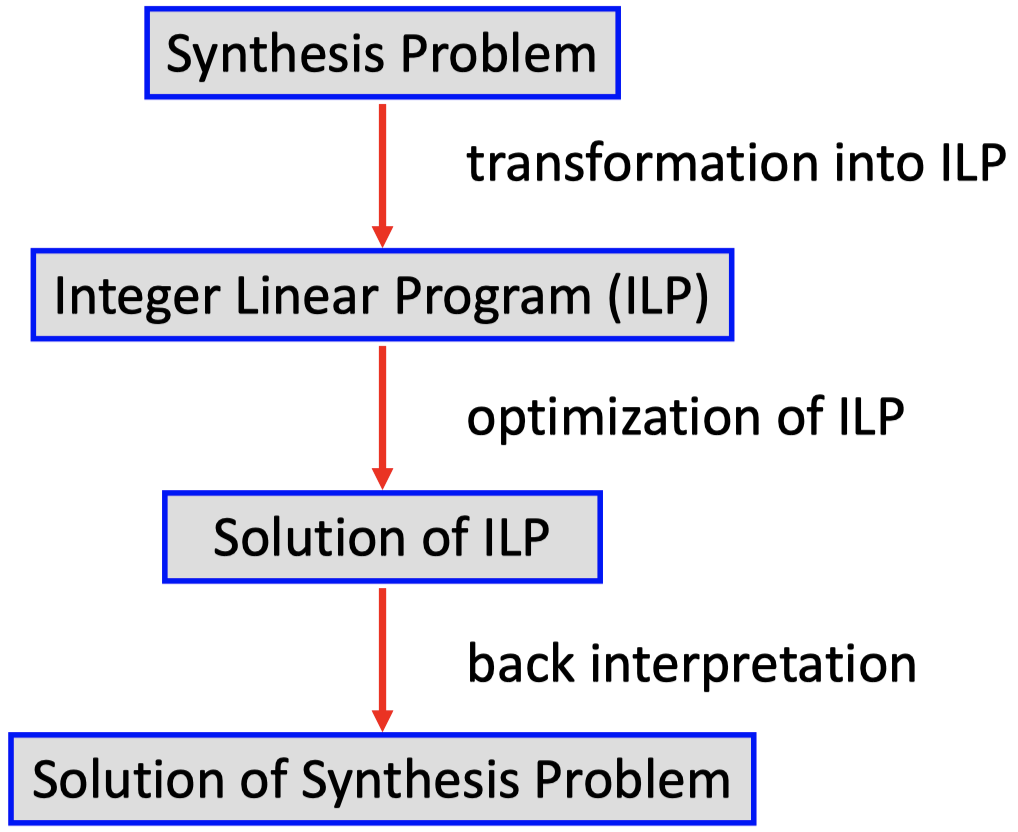 Synthesis Problem
transformation into ILP
Integer Linear Program (ILP)
optimization of ILP
Solution of ILP
back interpretation
Solution of Synthesis Problem